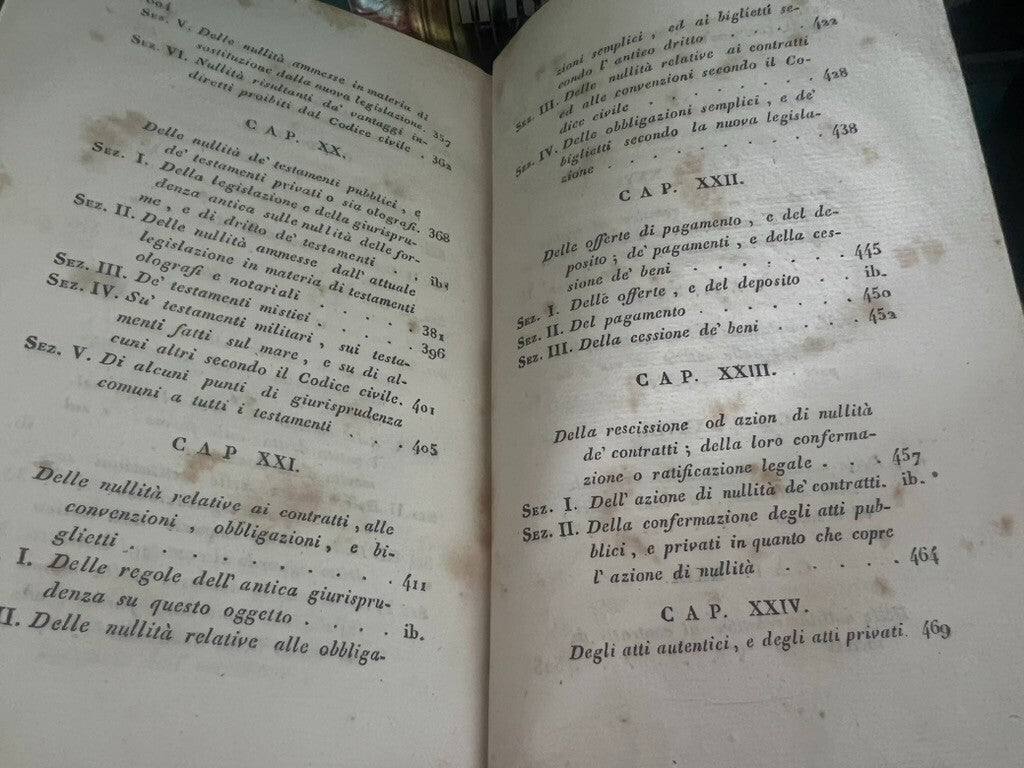 604
Sez. V. Delle nullità ammesse in materia di
sostituzione dalla nuova legislazione. 357
Sez. VI. Nullità risultanti da' vantaggi in-
diretti proibiti dal Codice civile . 362
CAP. XX.
Delle nullità de' testamenti pubblici, e
de' testamenti privati o sia olografi. 368
Sez. I. Della legislazione e della giurispru-
denza antica sulle nullità delle for-
me, e di dritto de' testamenti . . ibs
Sez. II. Delle nullità ammesse dall' attuale
legislazione in materia di testamenti
olografi e notariali . . . . . 381
Sez. III. De' testamenti mistici . . . . 396
Sez. IV. Su' testamenti militari, sui testa-
menti fatti sul mare, e su di al-
cuni altri secondo il Codice civile. 401
Sez. V. Di alcuni punti di giurisprudenza
comuni a tutti i testamenti . . . 405
CAP XXI.
Delle nullità relative ai contratti, alle
convenzioni, obbligazioni, e bi-
glietti . . . . . . . . . . 411
I. Delle regole dell' antica giurispru-
denza su questo oggetto . . . . ib.
II. Delle nullità relative alle obbliga-
zioni semplici, ed ai biglietti se-
condo l' antico dritto . . . . 422
Sez. III. Delle nullità relative ai contratti
ed alle convenzioni secondo il Co-
dice civile . . . . . . . . 428
Sez. IV. Delle obbligazioni semplici, e de'
biglietti secondo la nuova legisla-
zione . . . . . . . . . 438
CAP. XXII.
Delle offerte di pagamento, e del de-
posito; de' pagamenti, e della ces-
sione de' beni . . . . . . . 445
Sez. I. Delle offerte, e del deposito . . ib.
Sez. II. Del pagamento . . . . . . 450
Sez. III. Della cessione de' beni . . . . 452
CAP. XXIII.
Della rescissione od azion di nullità
de' contratti; della loro conferma-
zione o ratificazione legale . . . 457
Sez. I. Dell' azione di nullità de' contratti. ib.
Sez. II. Della confermazione degli atti pub-
blici, e privati in quanto che copre
l' azione di nullità . . . . . 464
CAP. XXIV.
Degli atti autentici, e degli atti privati. 469